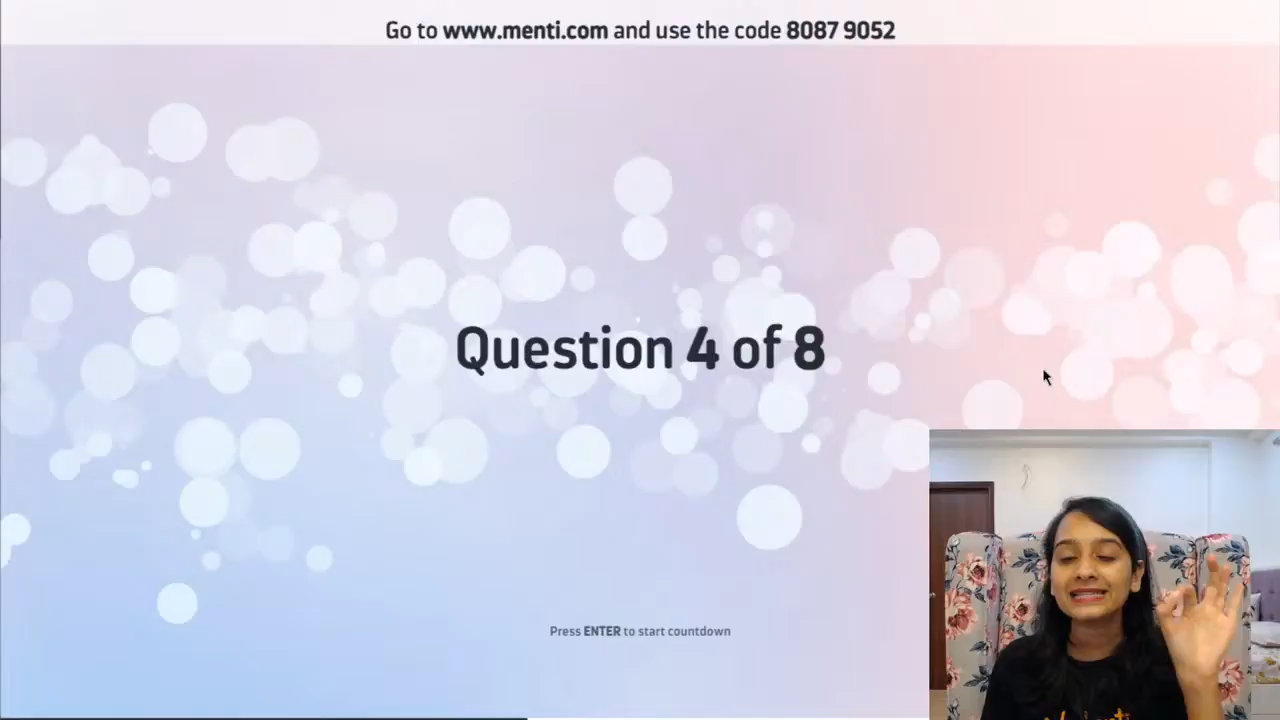 Go to www.menti.com and use the code 8087 9052
Question 4 of 8
Press ENTER to start countdown